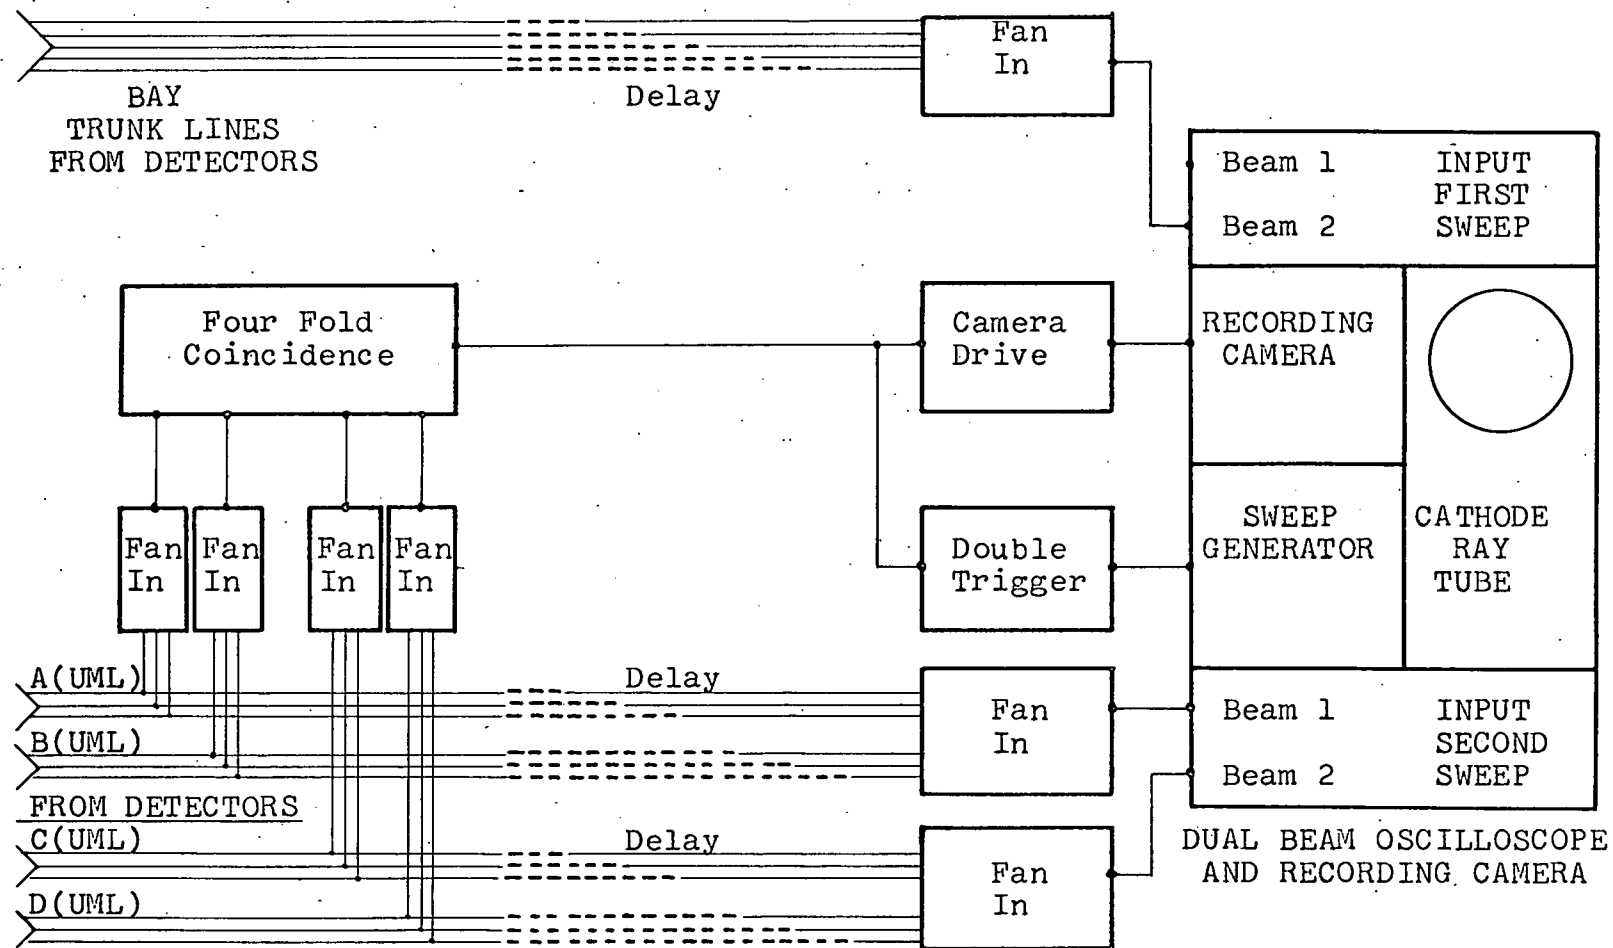 Fan
In
BAY
TRUNK LINES
FROM DETECTORS
Delay
Beam 1 INPUT
FIRST
Beam 2 SWEEP
Four Fold
Coincidence
Camera
Drive
RECORDING
CAMERA
Fan
In
Fan
In
Fan
In
Fan
In
Double
Trigger
SWEEP
GENERATOR
CATHODE
RAY
TUBE
A(UML)
Delay
B(UML)
Fan
In
Beam 1 INPUT
SECOND
Beam 2 SWEEP
FROM DETECTORS
C(UML)
Delay
D(UML)
Fan
In
DUAL BEAM OSCILLOSCOPE
AND RECORDING CAMERA